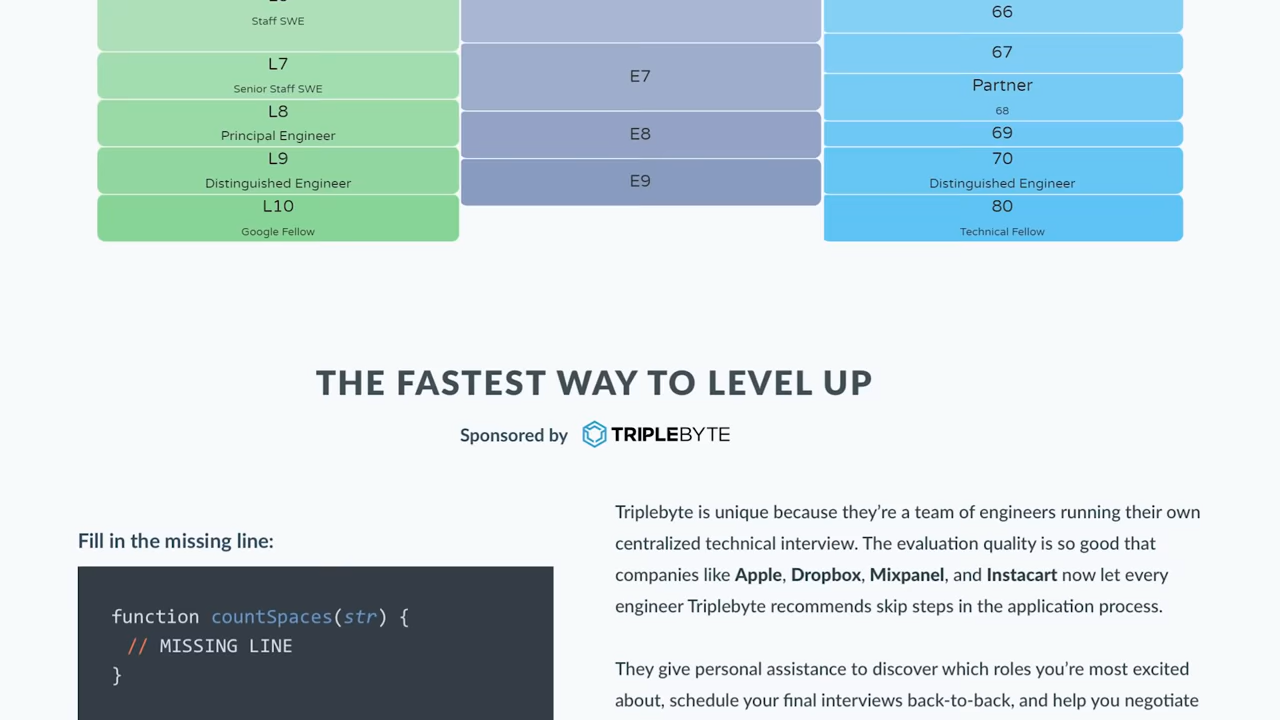 Staff SWE
L7
Senior Staff SWE
L8
Principal Engineer
L9
Distinguished Engineer
L10
Google Fellow
E7
E8
E9
66
67
Partner
68
69
70
Distinguished Engineer
80
Technical Fellow
THE FASTEST WAY TO LEVEL UP
Sponsored by TRIPLEBYTE
Fill in the missing line:
function countSpaces(str) {
// MISSING LINE
}
Triplebyte is unique because they’re a team of engineers running their own
centralized technical interview. The evaluation quality is so good that
companies like Apple, Dropbox, Mixpanel, and Instacart now let every
engineer Triplebyte recommends skip steps in the application process.
They give personal assistance to discover which roles you’re most excited
about, schedule your final interviews back-to-back, and help you negotiate